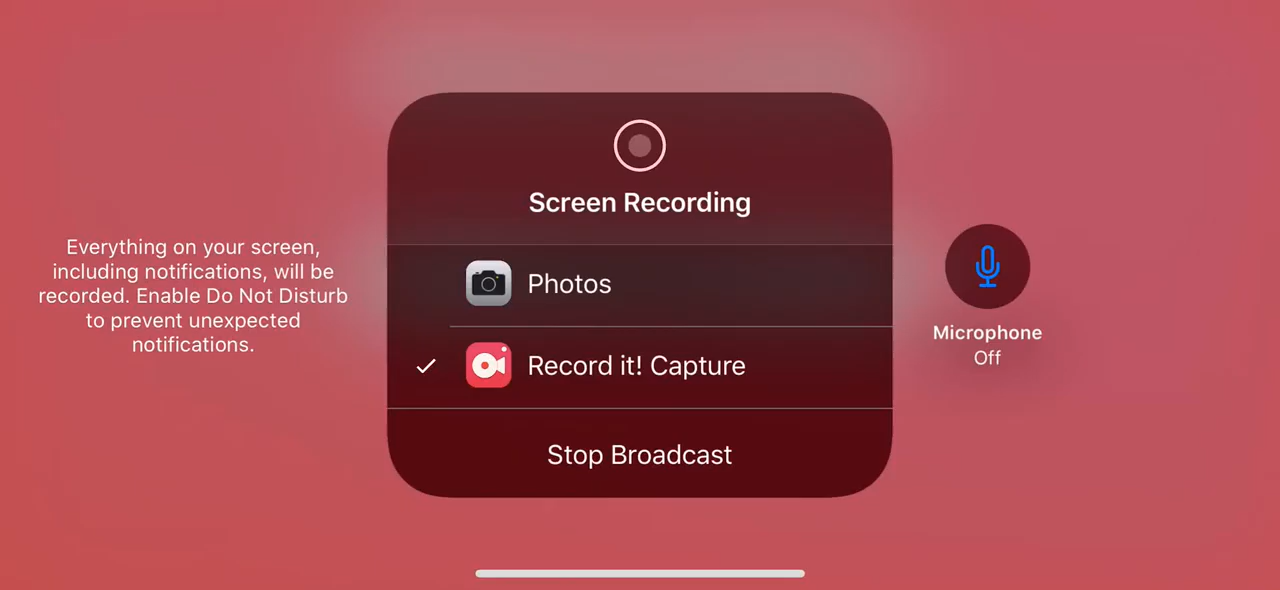 Everything on your screen,
including notifications, will be
recorded. Enable Do Not Disturb
to prevent unexpected
notifications.
Screen Recording
Photos
Record it! Capture
Stop Broadcast
Microphone
Off